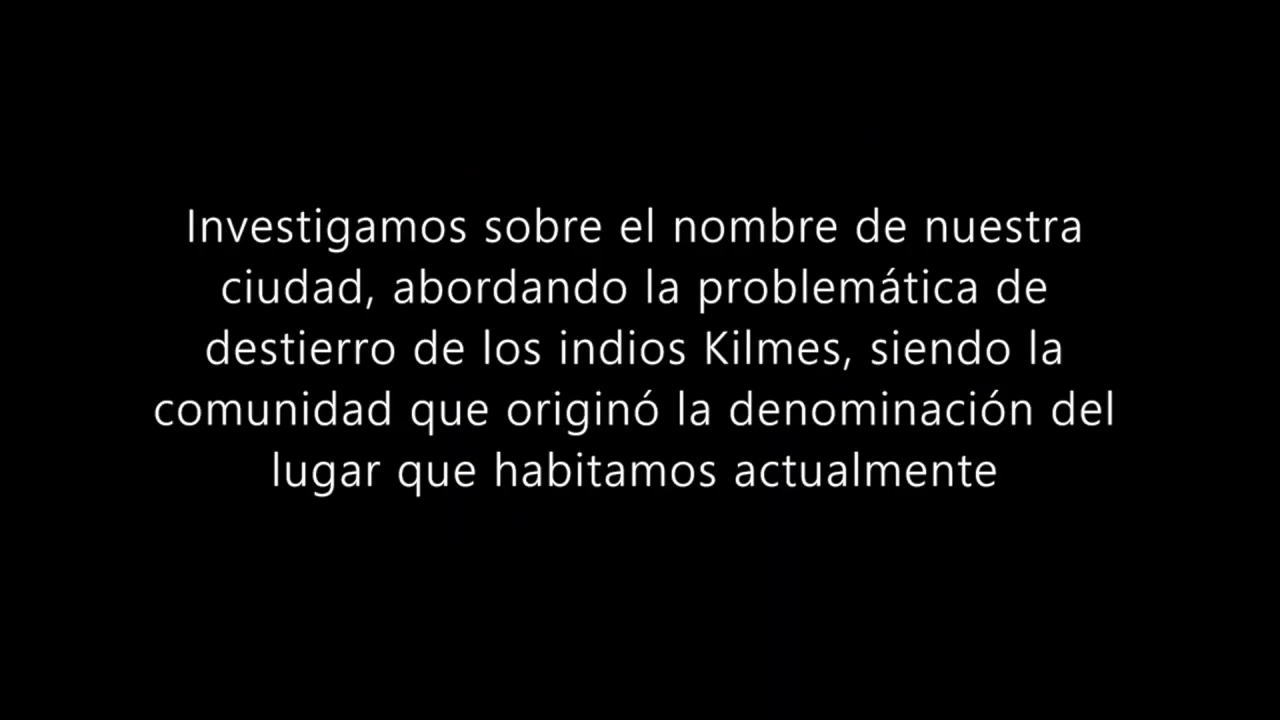 Investigamos sobre el nombre de nuestra
ciudad, abordando la problemática de
destierro de los indios Kilmes, siendo la
comunidad que originó la denominación del
lugar que habitamos actualmente